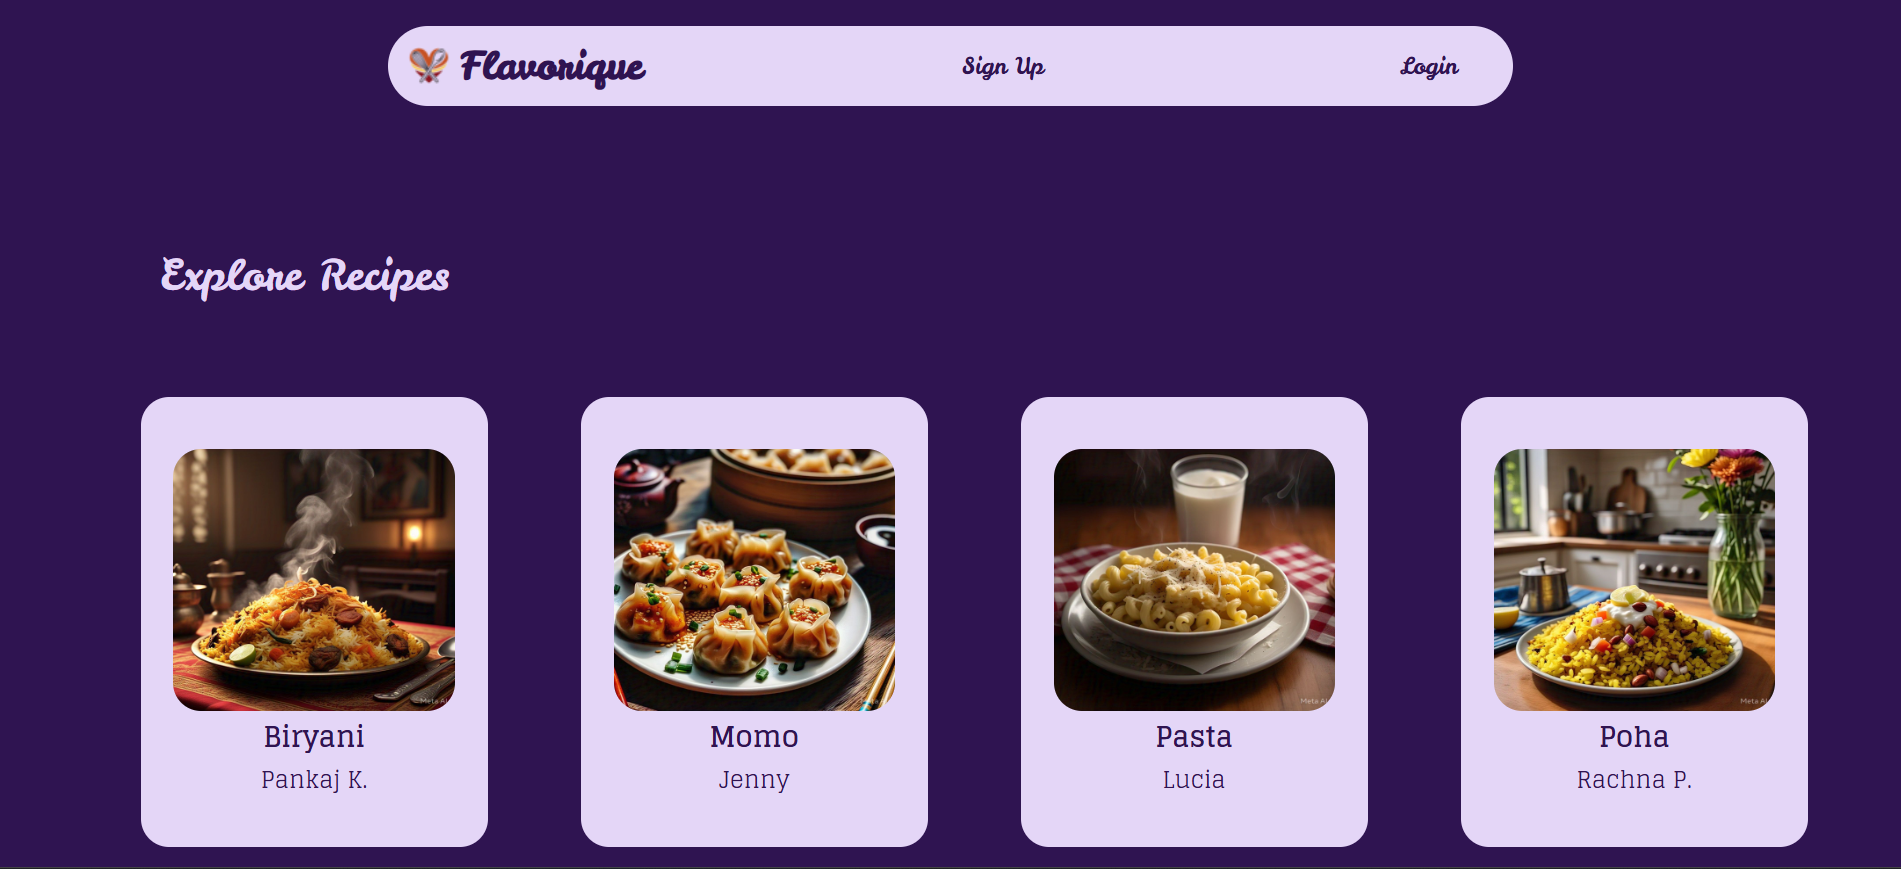 Flavorique
Sign Up
Login
Explore Recipes
Biryani
Pankaj K.
Momo
Jenny
Pasta
Lucia
Poha
Rachna P.